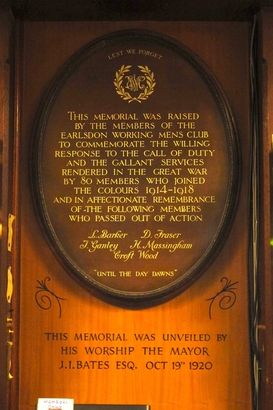 LEST WE FORGET
THIS MEMORIAL WAS RAISED
BY THE MEMBERS OF THE
EARLSDON WORKING MENS CLUB
TO COMMEMORATE THE WILLING
RESPONSE TO THE CALL OF DUTY
AND THE GALLANT SERVICES
RENDERED IN THE GREAT WAR
BY 80 MEMBERS WHO JOINED
THE COLOURS 1914-1918
AND IN AFFECTIONATE REMEMBRANCE
OF THE FOLLOWING MEMBERS
WHO PASSED OUT OF ACTION
L. Barker D. Fraser
J. Ganley H. Massingham
Croft Wood
"UNTIL THE DAY DAWNS"
THIS MEMORIAL WAS UNVEILED BY
HIS WORSHIP THE MAYOR
J.I. BATES ESQ. OCT 19TH 1920